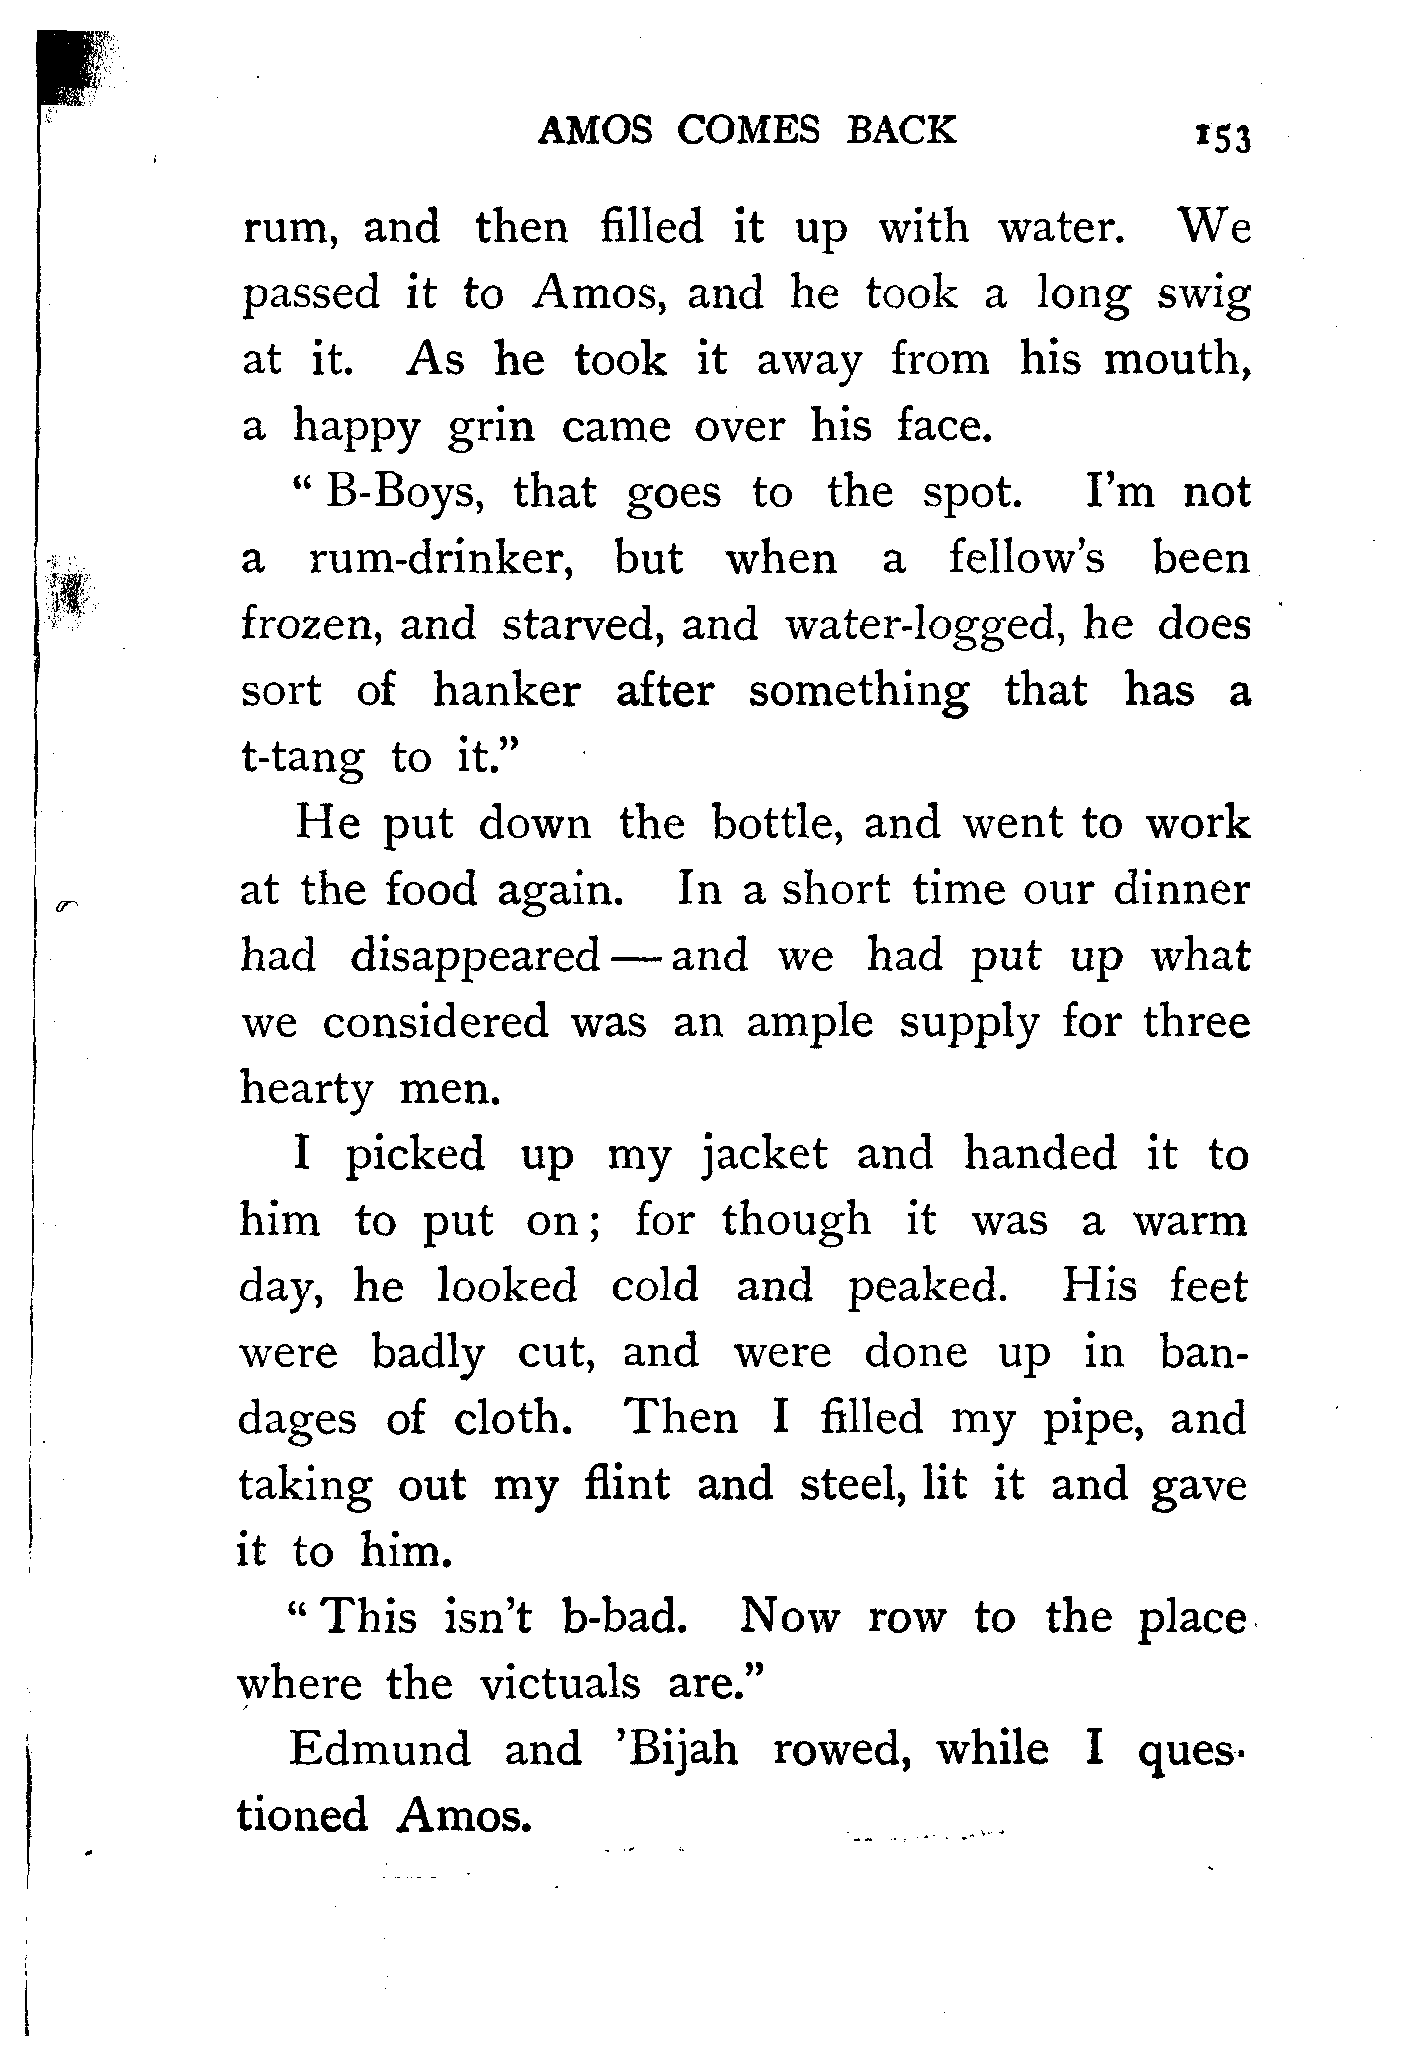 AMOS COMES BACK 153
rum, and then filled it up with water. We
passed it to Amos, and he took a long swig
at it. As he took it away from his mouth,
a happy grin came over his face.
“ B-Boys, that goes to the spot. I’m not
a rum-drinker, but when a fellow’s been
frozen, and starved, and water-logged, he does
sort of hanker after something that has a
t-tang to it.”
He put down the bottle, and went to work
at the food again. In a short time our dinner
had disappeared — and we had put up what
we considered was an ample supply for three
hearty men.
I picked up my jacket and handed it to
him to put on; for though it was a warm
day, he looked cold and peaked. His feet
were badly cut, and were done up in ban-
dages of cloth. Then I filled my pipe, and
taking out my flint and steel, lit it and gave
it to him.
“ This isn’t b-bad. Now row to the place
where the victuals are.”
Edmund and ’Bijah rowed, while I ques-
tioned Amos.